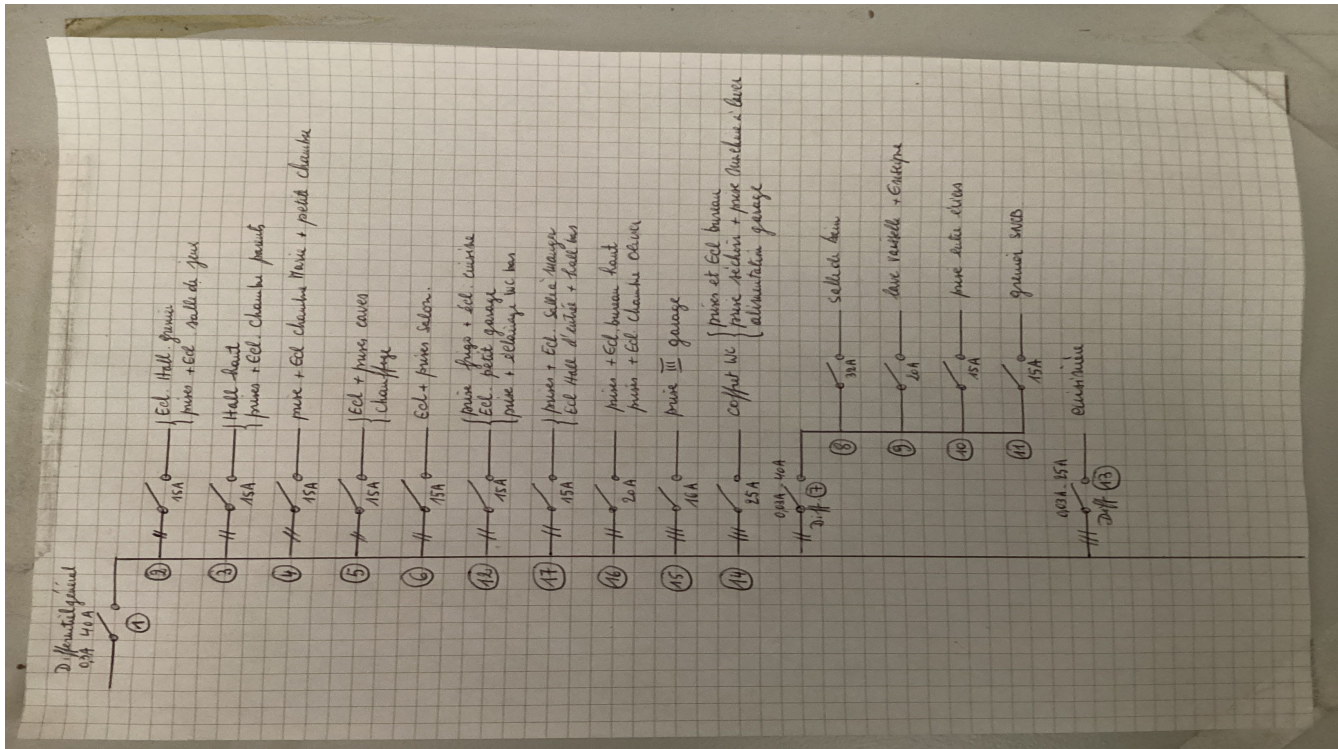 Differentiel général
0,3A 40A
1
2
15A
Ecl. Hall. grenier
prises + Ecl. salle de jeux
3
15A
Hall haut
prises + Ecl. chambre parents
4
15A
prise + Ecl chambre Marie + petit chambre
5
15A
Ecl + prises caves
chauffage
6
15A
Ecl + prises salon.
12
15A
prise frigo + écl. cuisine
Ecl. petit garage
prise + éclairage WC bas
17
15A
prises + Ecl. Salle à manger
Ecl Hall d'entrée + hall bas
16
20A
prises + Ecl. bureau haut
prises + Ecl. chambre
15
16A
prise III garage
14
25A
coffret WC
prises et Ecl bureau
prise séchoir + prise machine à laver
alimentation garage
0,03A - 40A
Diff. 7
8
32A
salle de bain
9
20A
lave vaisselle + Enseigne
10
15A
prise
11
15A
grenier
0,03A - 25A
Diff 13
cuisinière